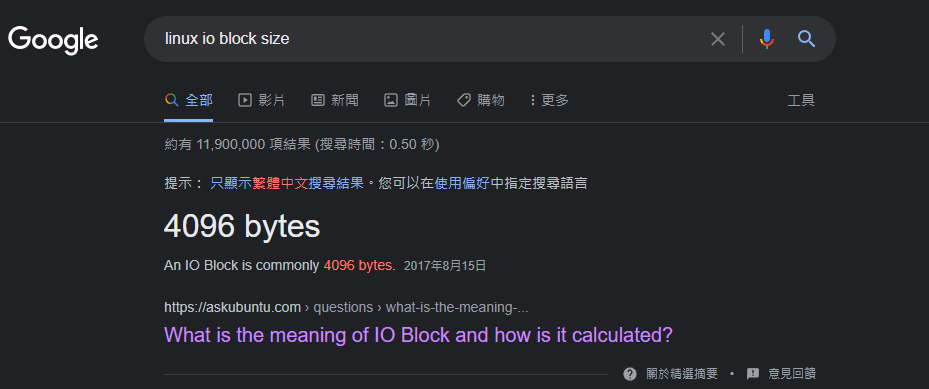 Google
linux io block size
全部 影片 新聞 圖片 購物 更多 工具
約有 11,900,000 項結果 (搜尋時間：0.50 秒)
提示： 只顯示繁體中文搜尋結果。您可以在使用偏好中指定搜尋語言
4096 bytes
An IO Block is commonly 4096 bytes. 2017年8月15日
https://askubuntu.com › questions › what-is-the-meaning-...
What is the meaning of IO Block and how is it calculated?
關於精選摘要 • 意見回饋